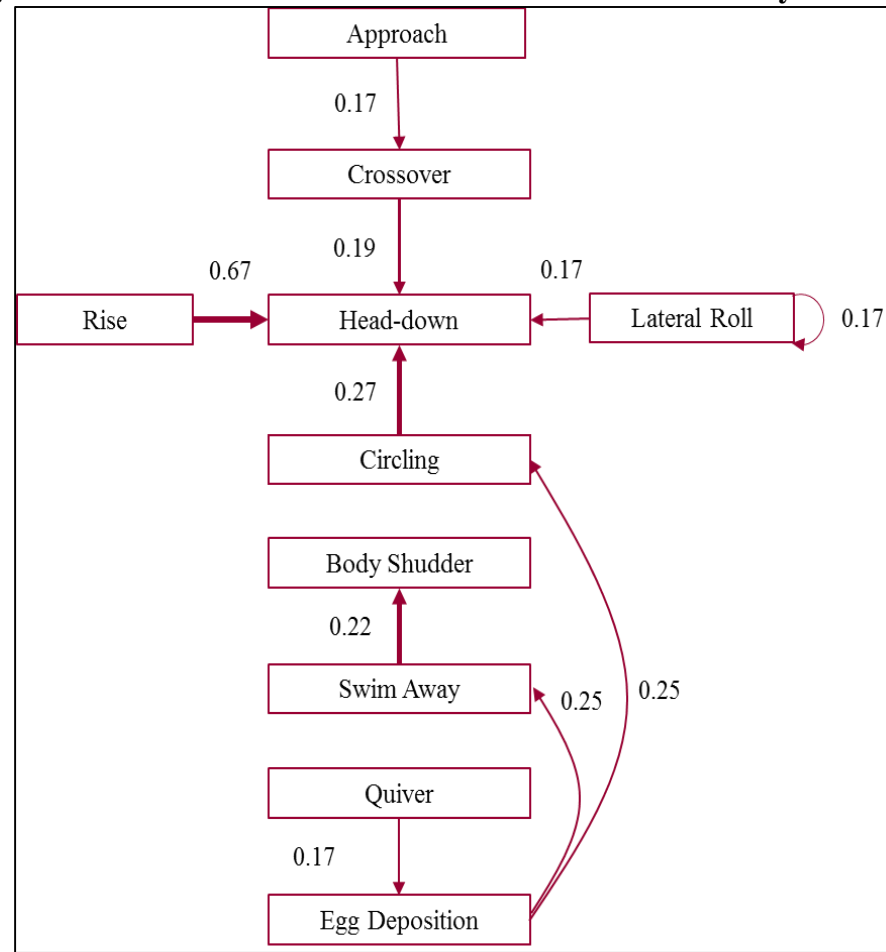 Approach
0.17
Crossover
0.19
0.67
0.17
Rise
Head-down
Lateral Roll
0.17
0.27
Circling
Body Shudder
0.22
Swim Away
0.25
0.25
Quiver
0.17
Egg Deposition